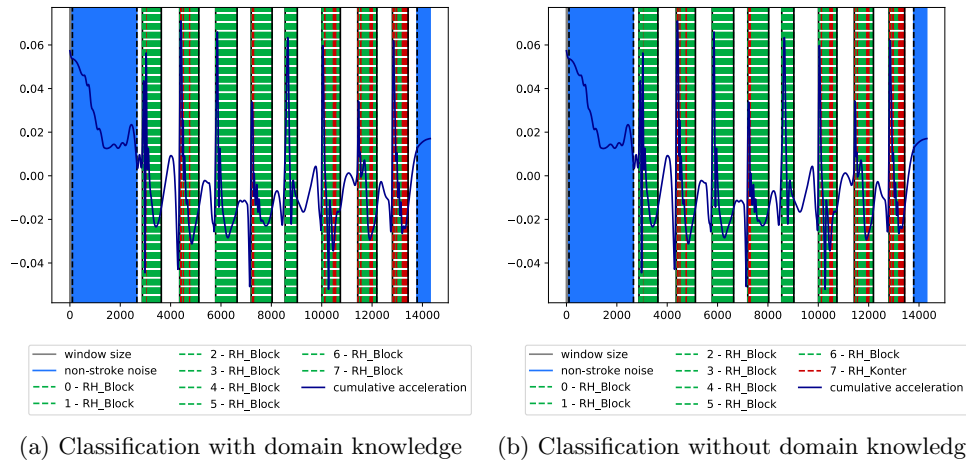 0.06
0.04
0.02
0.00
−0.02
−0.04
0 2000 4000 6000 8000 10000 12000 14000
window size
non-stroke noise
0 - RH_Block
1 - RH_Block
2 - RH_Block
3 - RH_Block
4 - RH_Block
5 - RH_Block
6 - RH_Block
7 - RH_Block
cumulative acceleration
(a) Classification with domain knowledge
0.06
0.04
0.02
0.00
−0.02
−0.04
0 2000 4000 6000 8000 10000 12000 14000
window size
non-stroke noise
0 - RH_Block
1 - RH_Block
2 - RH_Block
3 - RH_Block
4 - RH_Block
5 - RH_Block
6 - RH_Block
7 - RH_Konter
cumulative acceleration
(b) Classification without domain knowledg